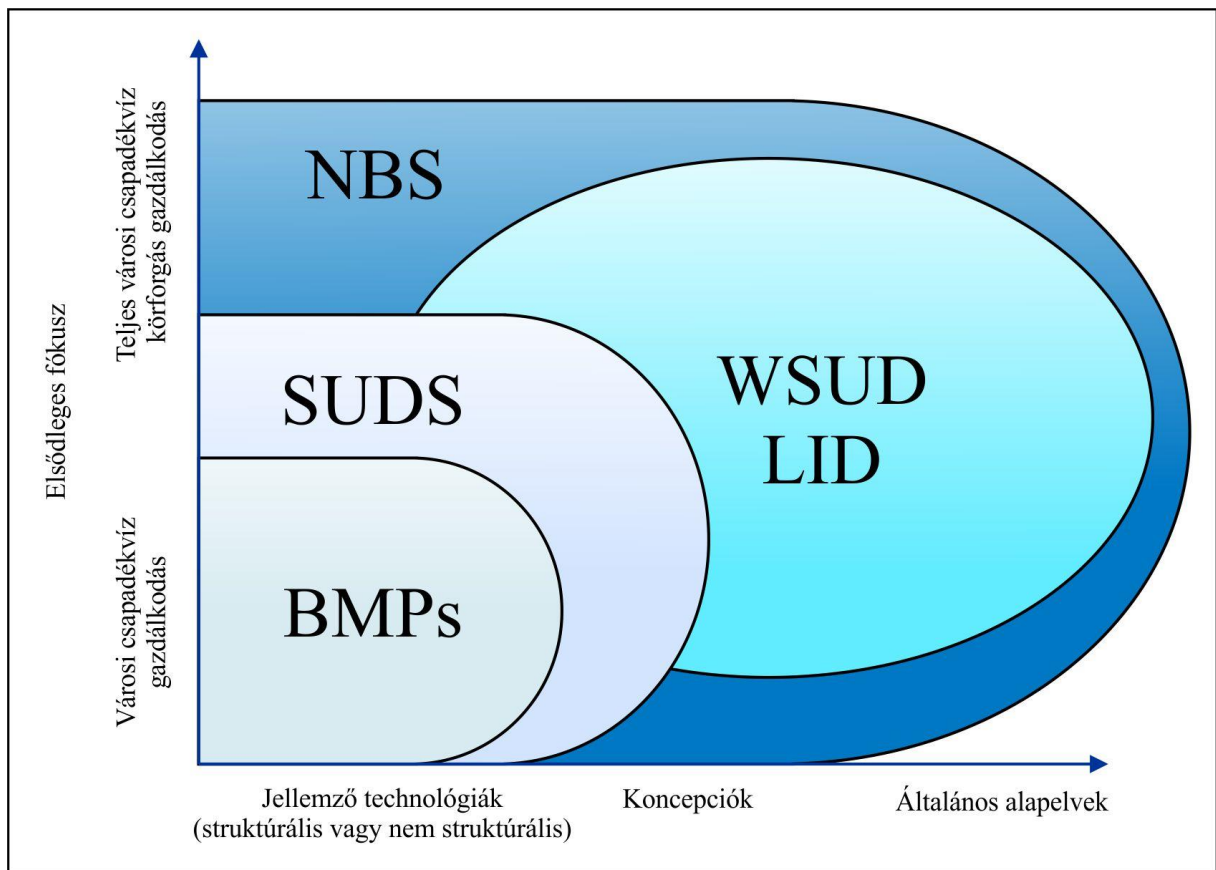 Elsődleges fókusz
Teljes városi csapadékvíz
körforgás gazdálkodás
Városi csapadékvíz
gazdálkodás
NBS
SUDS
BMPs
WSUD
LID
Jellemző technológiák
(struktúrális vagy nem struktúrális)
Koncepciók
Általános alapelvek